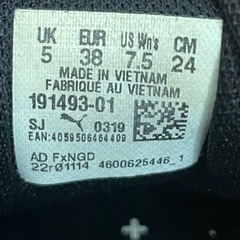 UK EUR US Wn's CM
5 38 7.5 24
MADE IN VIETNAM
FABRIQUE AU VIETNAM
191493-01
SJ 0319
EAN:4059506464409
AD FxNGD
22r01114 4600625446_1